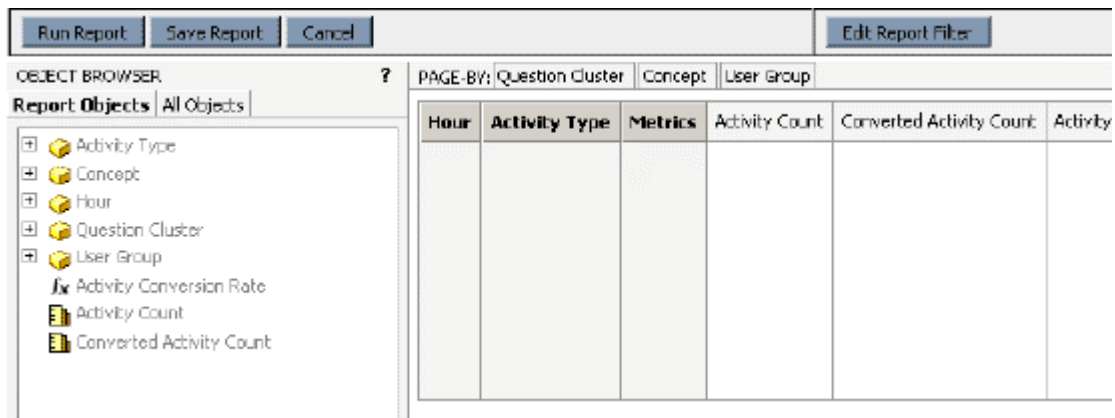 Run Report Save Report Cancel Edit Report Filter
OBJECT BROWSER ?
Report Objects All Objects
Activity Type
Concept
Hour
Question Cluster
User Group
fx Activity Conversion Rate
Activity Count
Converted Activity Count
PAGE-BY: Question Cluster Concept User Group
Hour Activity Type Metrics Activity Count Converted Activity Count Activity